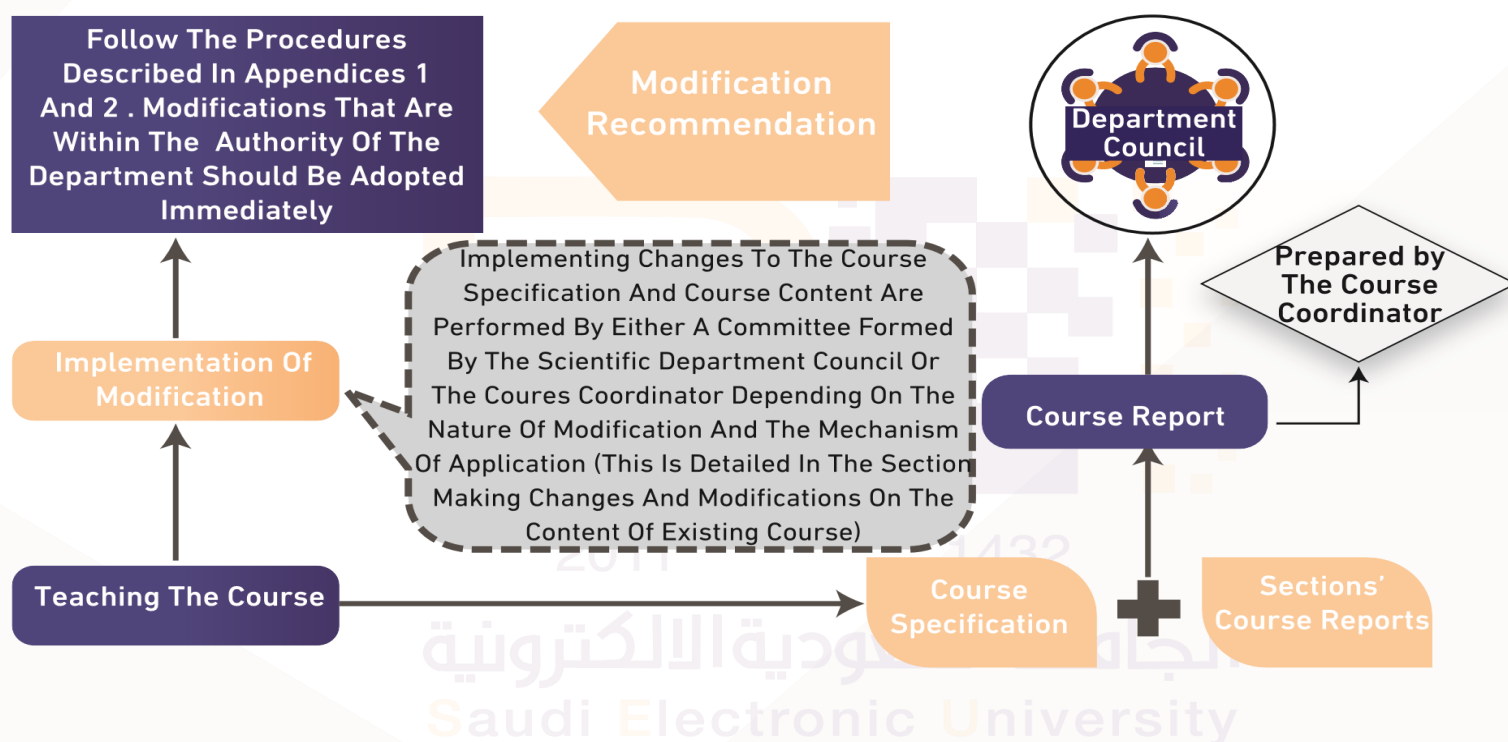 Follow The Procedures
Described In Appendices 1
And 2 . Modifications That Are
Within The  Authority Of The
Department Should Be Adopted
Immediately
Modification
Recommendation
Department
Council
Prepared by
The Course
Coordinator
Implementing Changes To The Course
Specification And Course Content Are
Performed By Either A Committee Formed
By The Scientific Department Council Or
The Coures Coordinator Depending On The
Nature Of Modification And The Mechanism
Of Application (This Is Detailed In The Section
Making Changes And Modifications On The
Content Of Existing Course)
Implementation Of
Modification
Course Report
2011
1432
Teaching The Course
Course
Specification
Sections’
Course Reports
الالكترونية
Saudi Electronic University